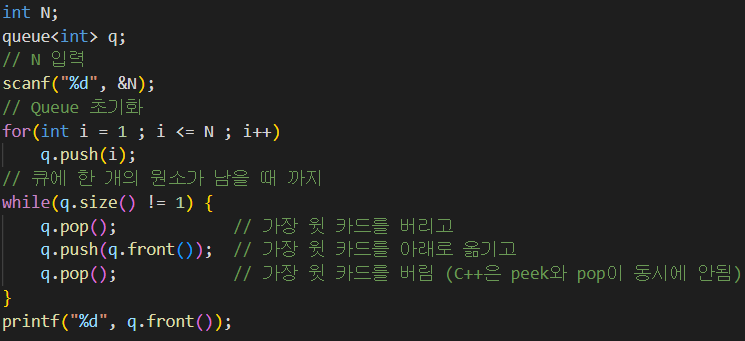 int N;
queue<int> q;
// N 입력
scanf("%d", &N);
// Queue 초기화
for(int i = 1 ; i <= N ; i++)
    q.push(i);
// 큐에 한 개의 원소가 남을 때 까지
while(q.size() != 1) {
    q.pop();           // 가장 윗 카드를 버리고
    q.push(q.front());  // 가장 윗 카드를 아래로 옮기고
    q.pop();           // 가장 윗 카드를 버림 (C++은 peek와 pop이 동시에 안됨)
}
printf("%d", q.front());